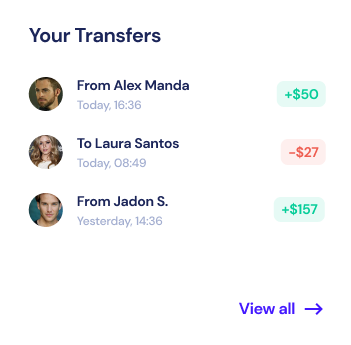 Your Transfers
From Alex Manda
Today, 16:36
+$50
To Laura Santos
Today, 08:49
-$27
From Jadon S.
Yesterday, 14:36
+$157
View all